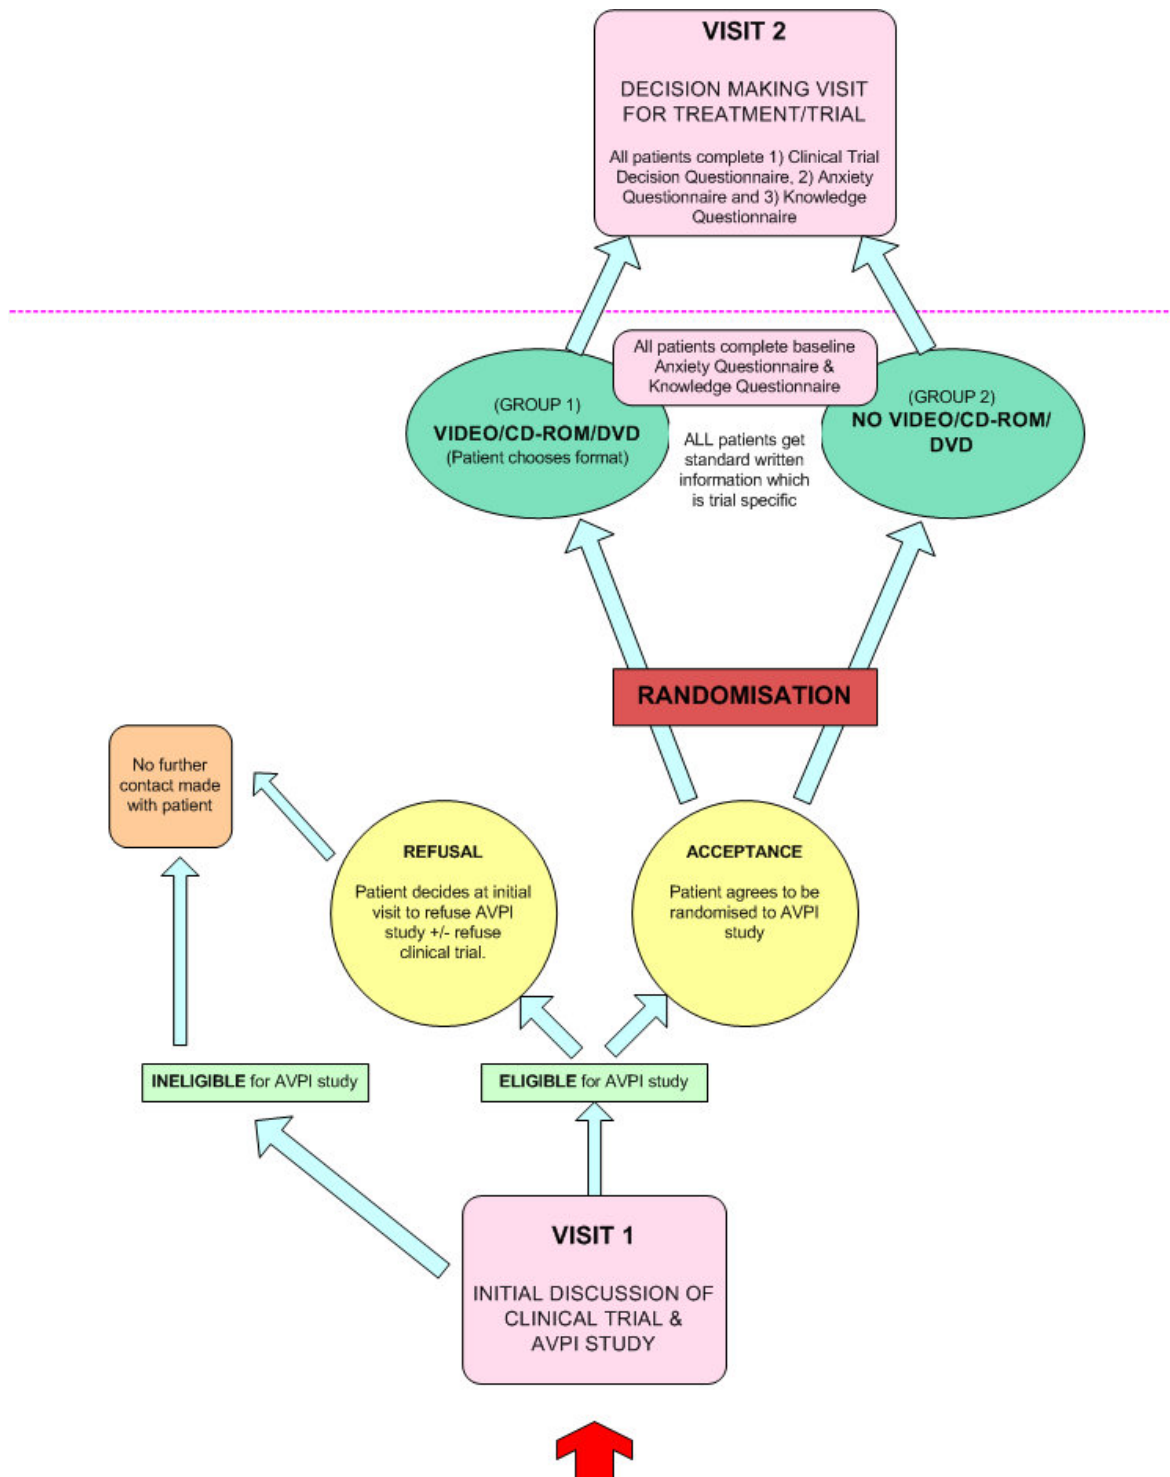 VISIT 2
DECISION MAKING VISIT
FOR TREATMENT/TRIAL
All patients complete 1) Clinical Trial
Decision Questionnaire, 2) Anxiety
Questionnaire and 3) Knowledge
Questionnaire
All patients complete baseline
Anxiety Questionnaire &
Knowledge Questionnaire
(GROUP 1)
VIDEO/CD-ROM/DVD
(Patient chooses format)
ALL patients get
standard written
information which
is trial specific
(GROUP 2)
NO VIDEO/CD-ROM/
DVD
RANDOMISATION
No further
contact made
with patient
REFUSAL
Patient decides at initial
visit to refuse AVPI
study +/- refuse
clinical trial.
ACCEPTANCE
Patient agrees to be
randomised to AVPI
study
INELIGIBLE for AVPI study
ELIGIBLE for AVPI study
VISIT 1
INITIAL DISCUSSION OF
CLINICAL TRIAL &
AVPI STUDY